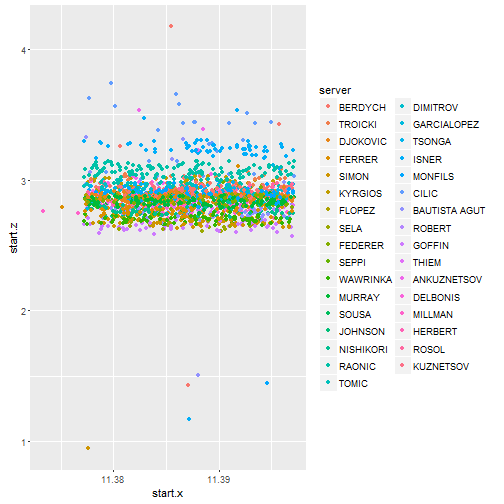 4
3
2
1
start.z
11.38
11.39
start.x
server
BERDYCH
TROICKI
DJOKOVIC
FERRER
SIMON
KYRGIOS
FLOPEZ
SELA
FEDERER
SEPPI
WAWRINKA
MURRAY
SOUSA
JOHNSON
NISHIKORI
RAONIC
TOMIC
DIMITROV
GARCIALOPEZ
TSONGA
ISNER
MONFILS
CILIC
BAUTISTA AGUT
ROBERT
GOFFIN
THIEM
ANKUZNETSOV
DELBONIS
MILLMAN
HERBERT
ROSOL
KUZNETSOV